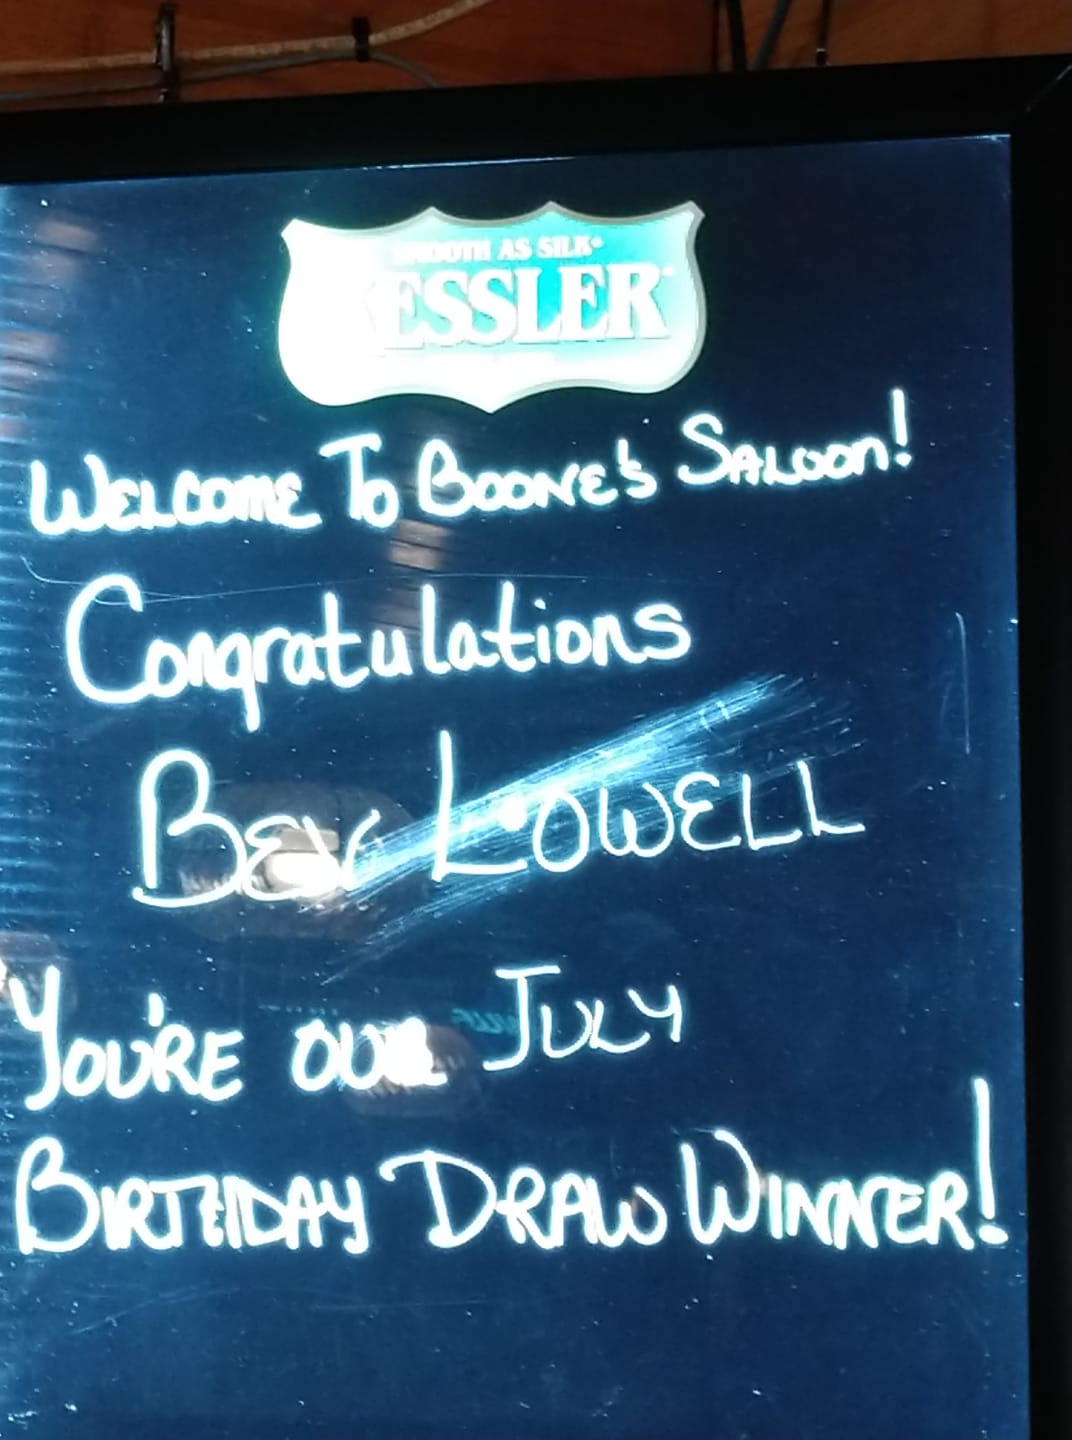 SMOOTH AS SILK®
KESSLER
WELCOME TO BOONE'S SALOON!
Congratulations
BEV LOWELL
YOU'RE OUR JULY
BIRTHDAY DRAW WINNER!